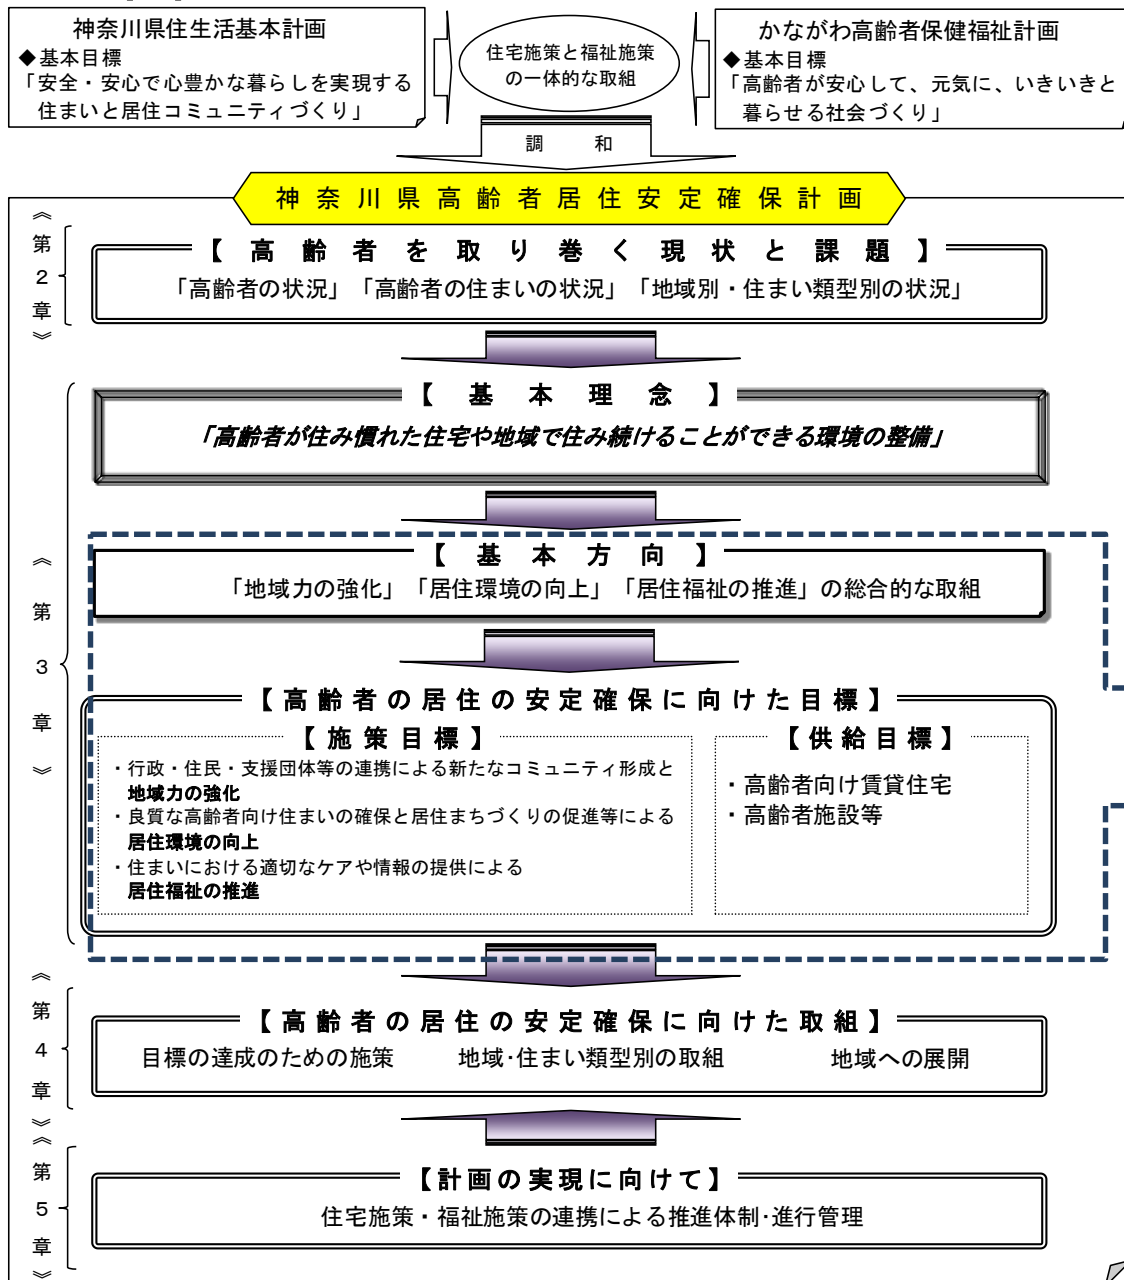 神奈川県住生活基本計画
◆基本目標
「安全・安心で心豊かな暮らしを実現する
住まいと居住コミュニティづくり」
住宅施策と福祉施策
の一体的な取組
かながわ高齢者保健福祉計画
◆基本目標
「高齢者が安心して、元気に、いきいきと
暮らせる社会づくり」
調和
神奈川県高齢者居住安定確保計画
《第2章》
【高齢者を取り巻く現状と課題】
「高齢者の状況」「高齢者の住まいの状況」「地域別・住まい類型別の状況」
《第3章》
【基本理念】
「高齢者が住み慣れた住宅や地域で住み続けることができる環境の整備」
【基本方向】
「地域力の強化」「居住環境の向上」「居住福祉の推進」の総合的な取組
【高齢者の居住の安定確保に向けた目標】
【施策目標】
・行政・住民・支援団体等の連携による新たなコミュニティ形成と
地域力の強化
・良質な高齢者向け住まいの確保と居住まちづくりの促進等による
居住環境の向上
・住まいにおける適切なケアや情報の提供による
居住福祉の推進
【供給目標】
・高齢者向け賃貸住宅
・高齢者施設等
《第4章》
【高齢者の居住の安定確保に向けた取組】
目標の達成のための施策 地域・住まい類型別の取組 地域への展開
《第5章》
【計画の実現に向けて】
住宅施策・福祉施策の連携による推進体制・進行管理